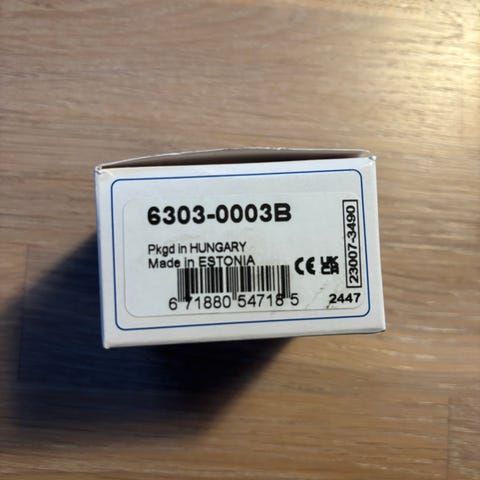 6303-0003B
Pkgd in HUNGARY
Made in ESTONIA
CE UK CA
6 71880 54718 5
2447
23007-3490